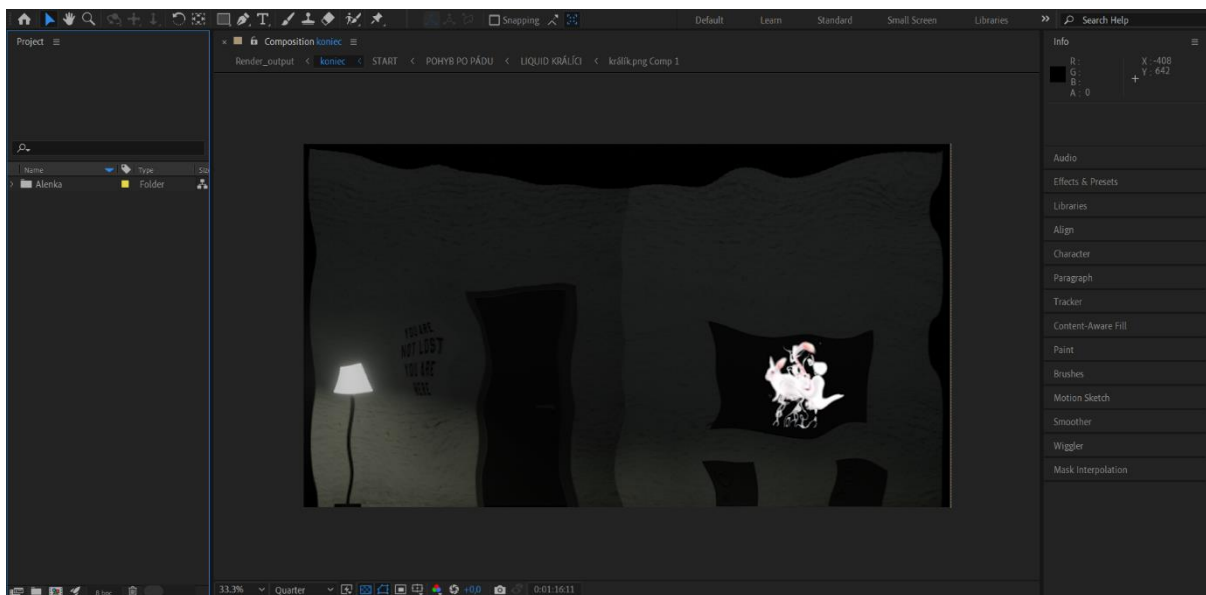 Snapping
Default
Learn
Standard
Small Screen
Libraries
Search Help
Project
Composition koniec
Render_output < koniec < START < POHYB PO PÁDU < LIQUID KRÁLÍCI < králík.png Comp 1
Name
Type
Alenka
Folder
YOU ARE
NOT LOST
YOU ARE
HERE
33.3%
Quarter
+0,0
0:01:16:11
Info
R :
G :
B :
A : 0
X : -408
Y : 642
Audio
Effects & Presets
Libraries
Align
Character
Paragraph
Tracker
Content-Aware Fill
Paint
Brushes
Motion Sketch
Smoother
Wiggler
Mask Interpolation